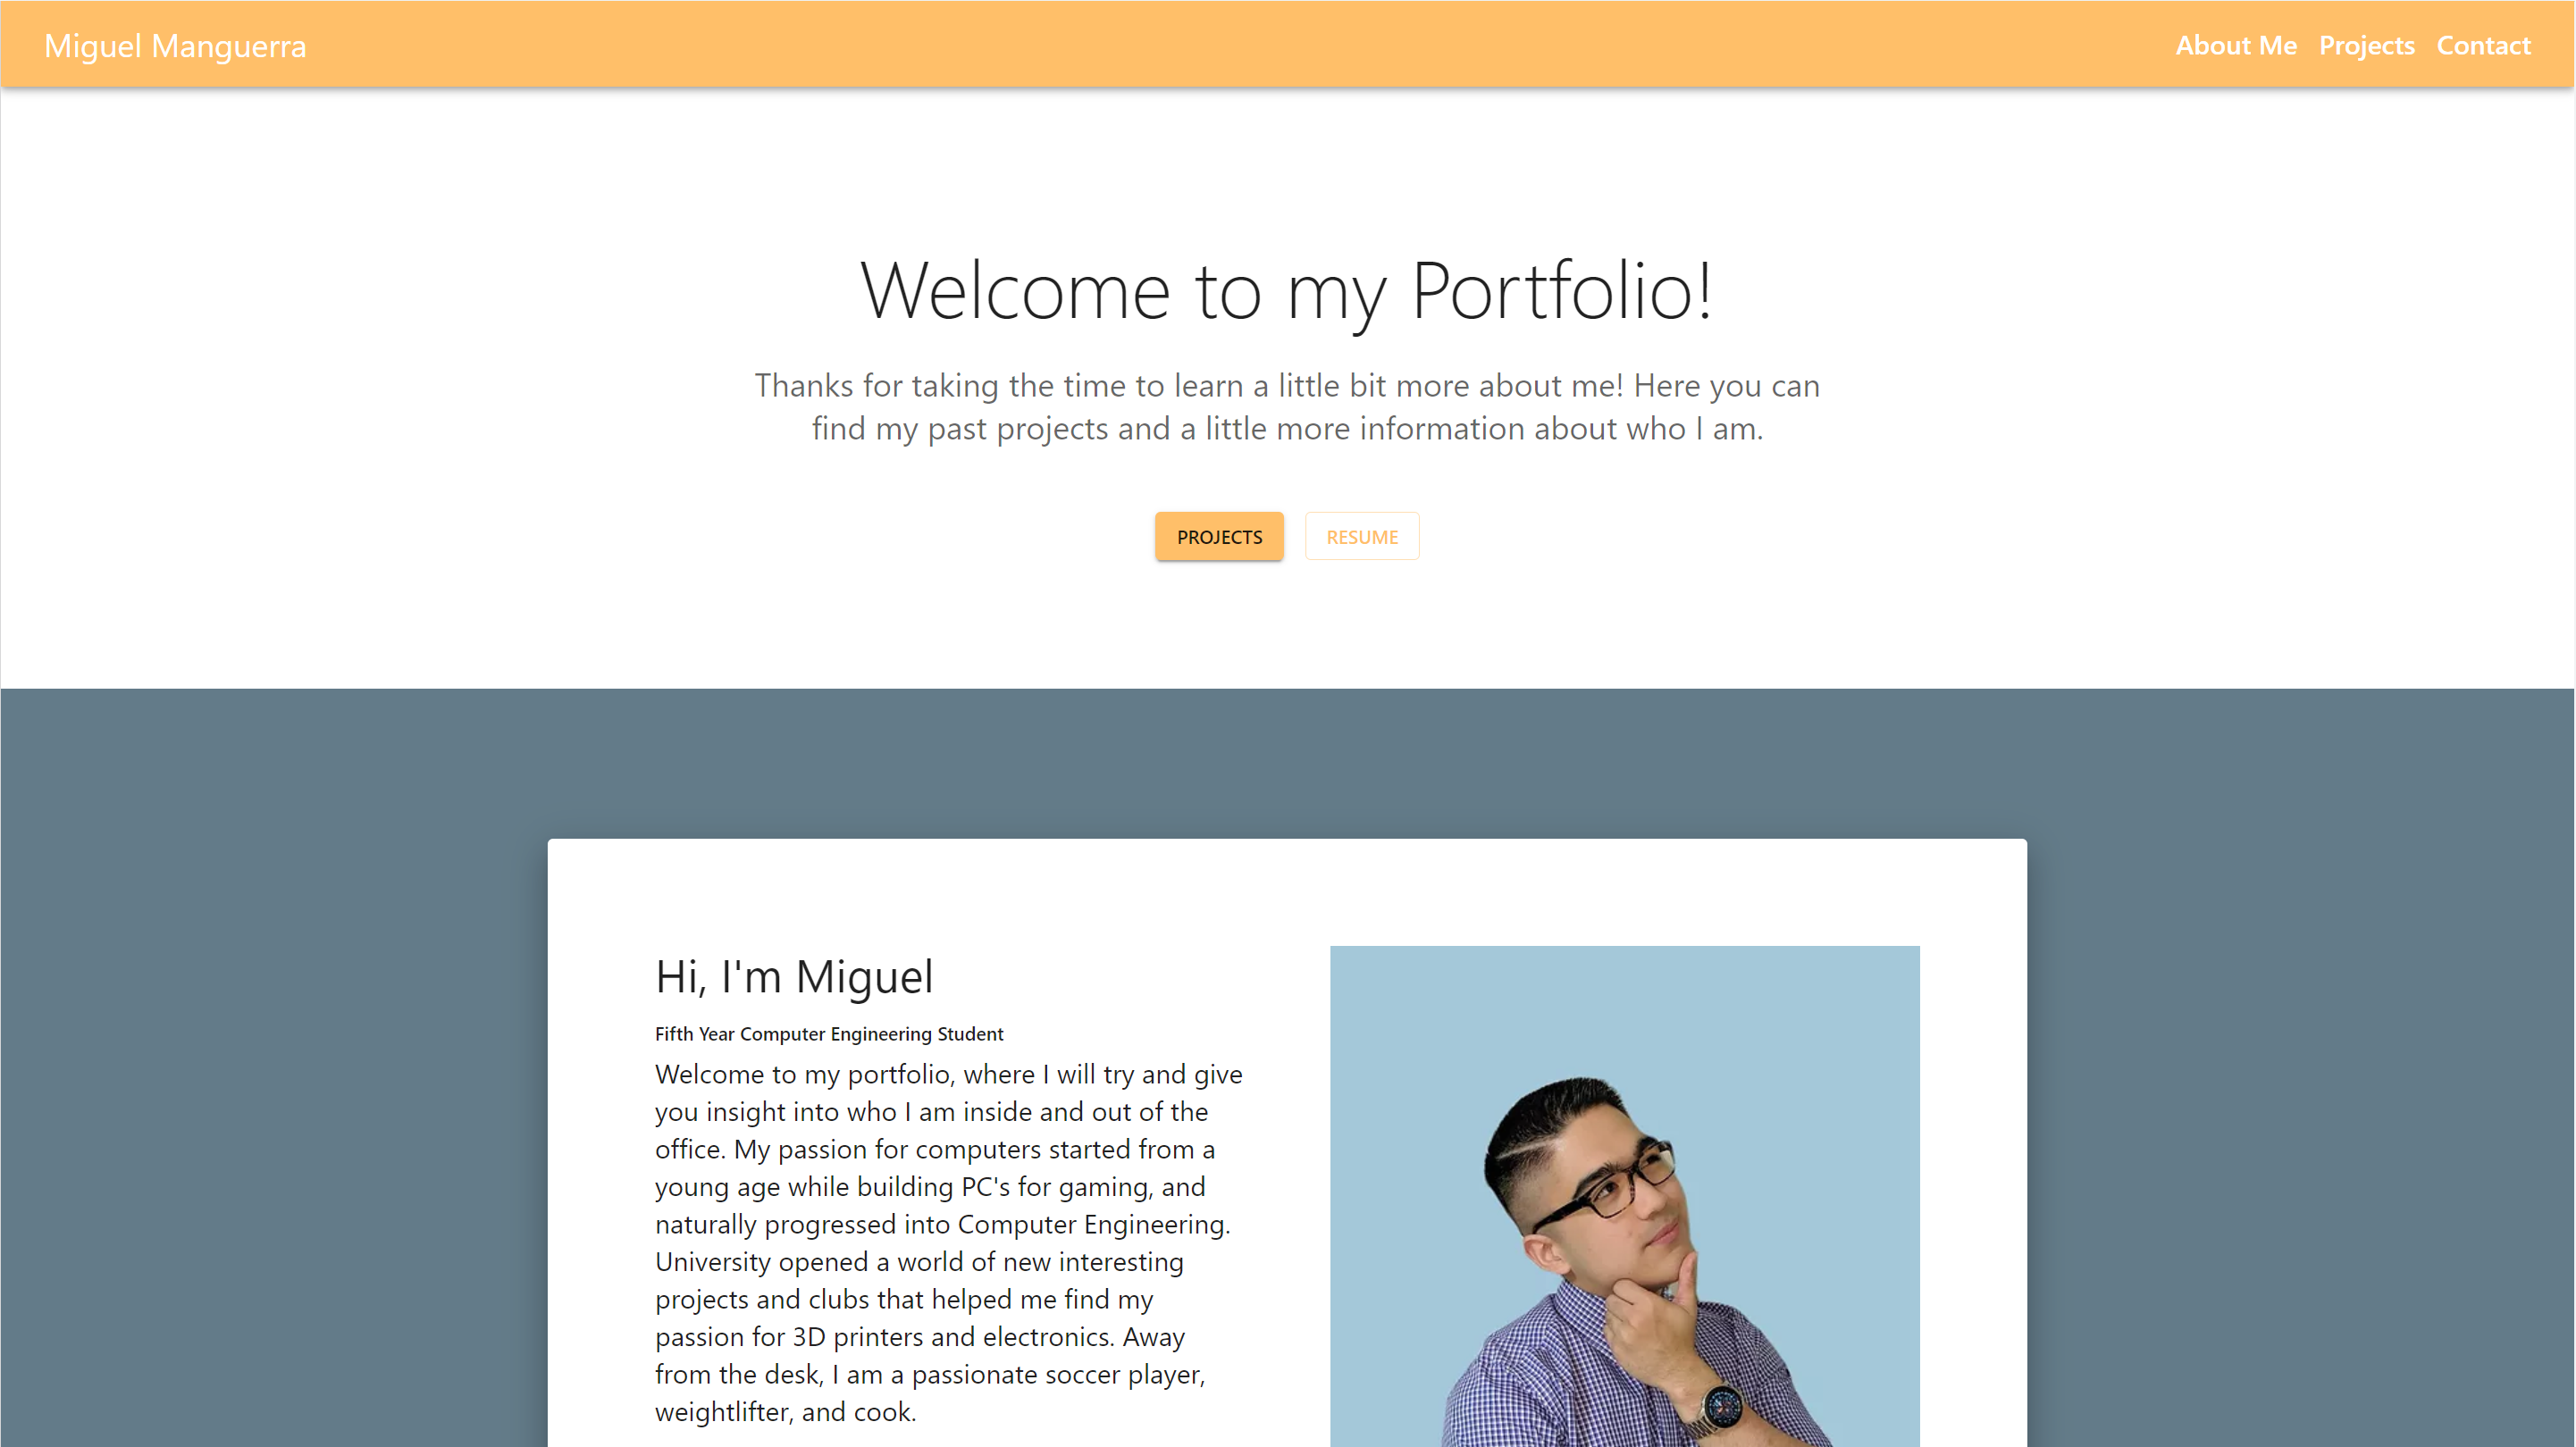 Miguel Manguerra
About Me Projects Contact
Welcome to my Portfolio!
Thanks for taking the time to learn a little bit more about me! Here you can
find my past projects and a little more information about who I am.
PROJECTS
RESUME
Hi, I'm Miguel
Fifth Year Computer Engineering Student
Welcome to my portfolio, where I will try and give
you insight into who I am inside and out of the
office. My passion for computers started from a
young age while building PC's for gaming, and
naturally progressed into Computer Engineering.
University opened a world of new interesting
projects and clubs that helped me find my
passion for 3D printers and electronics. Away
from the desk, I am a passionate soccer player,
weightlifter, and cook.